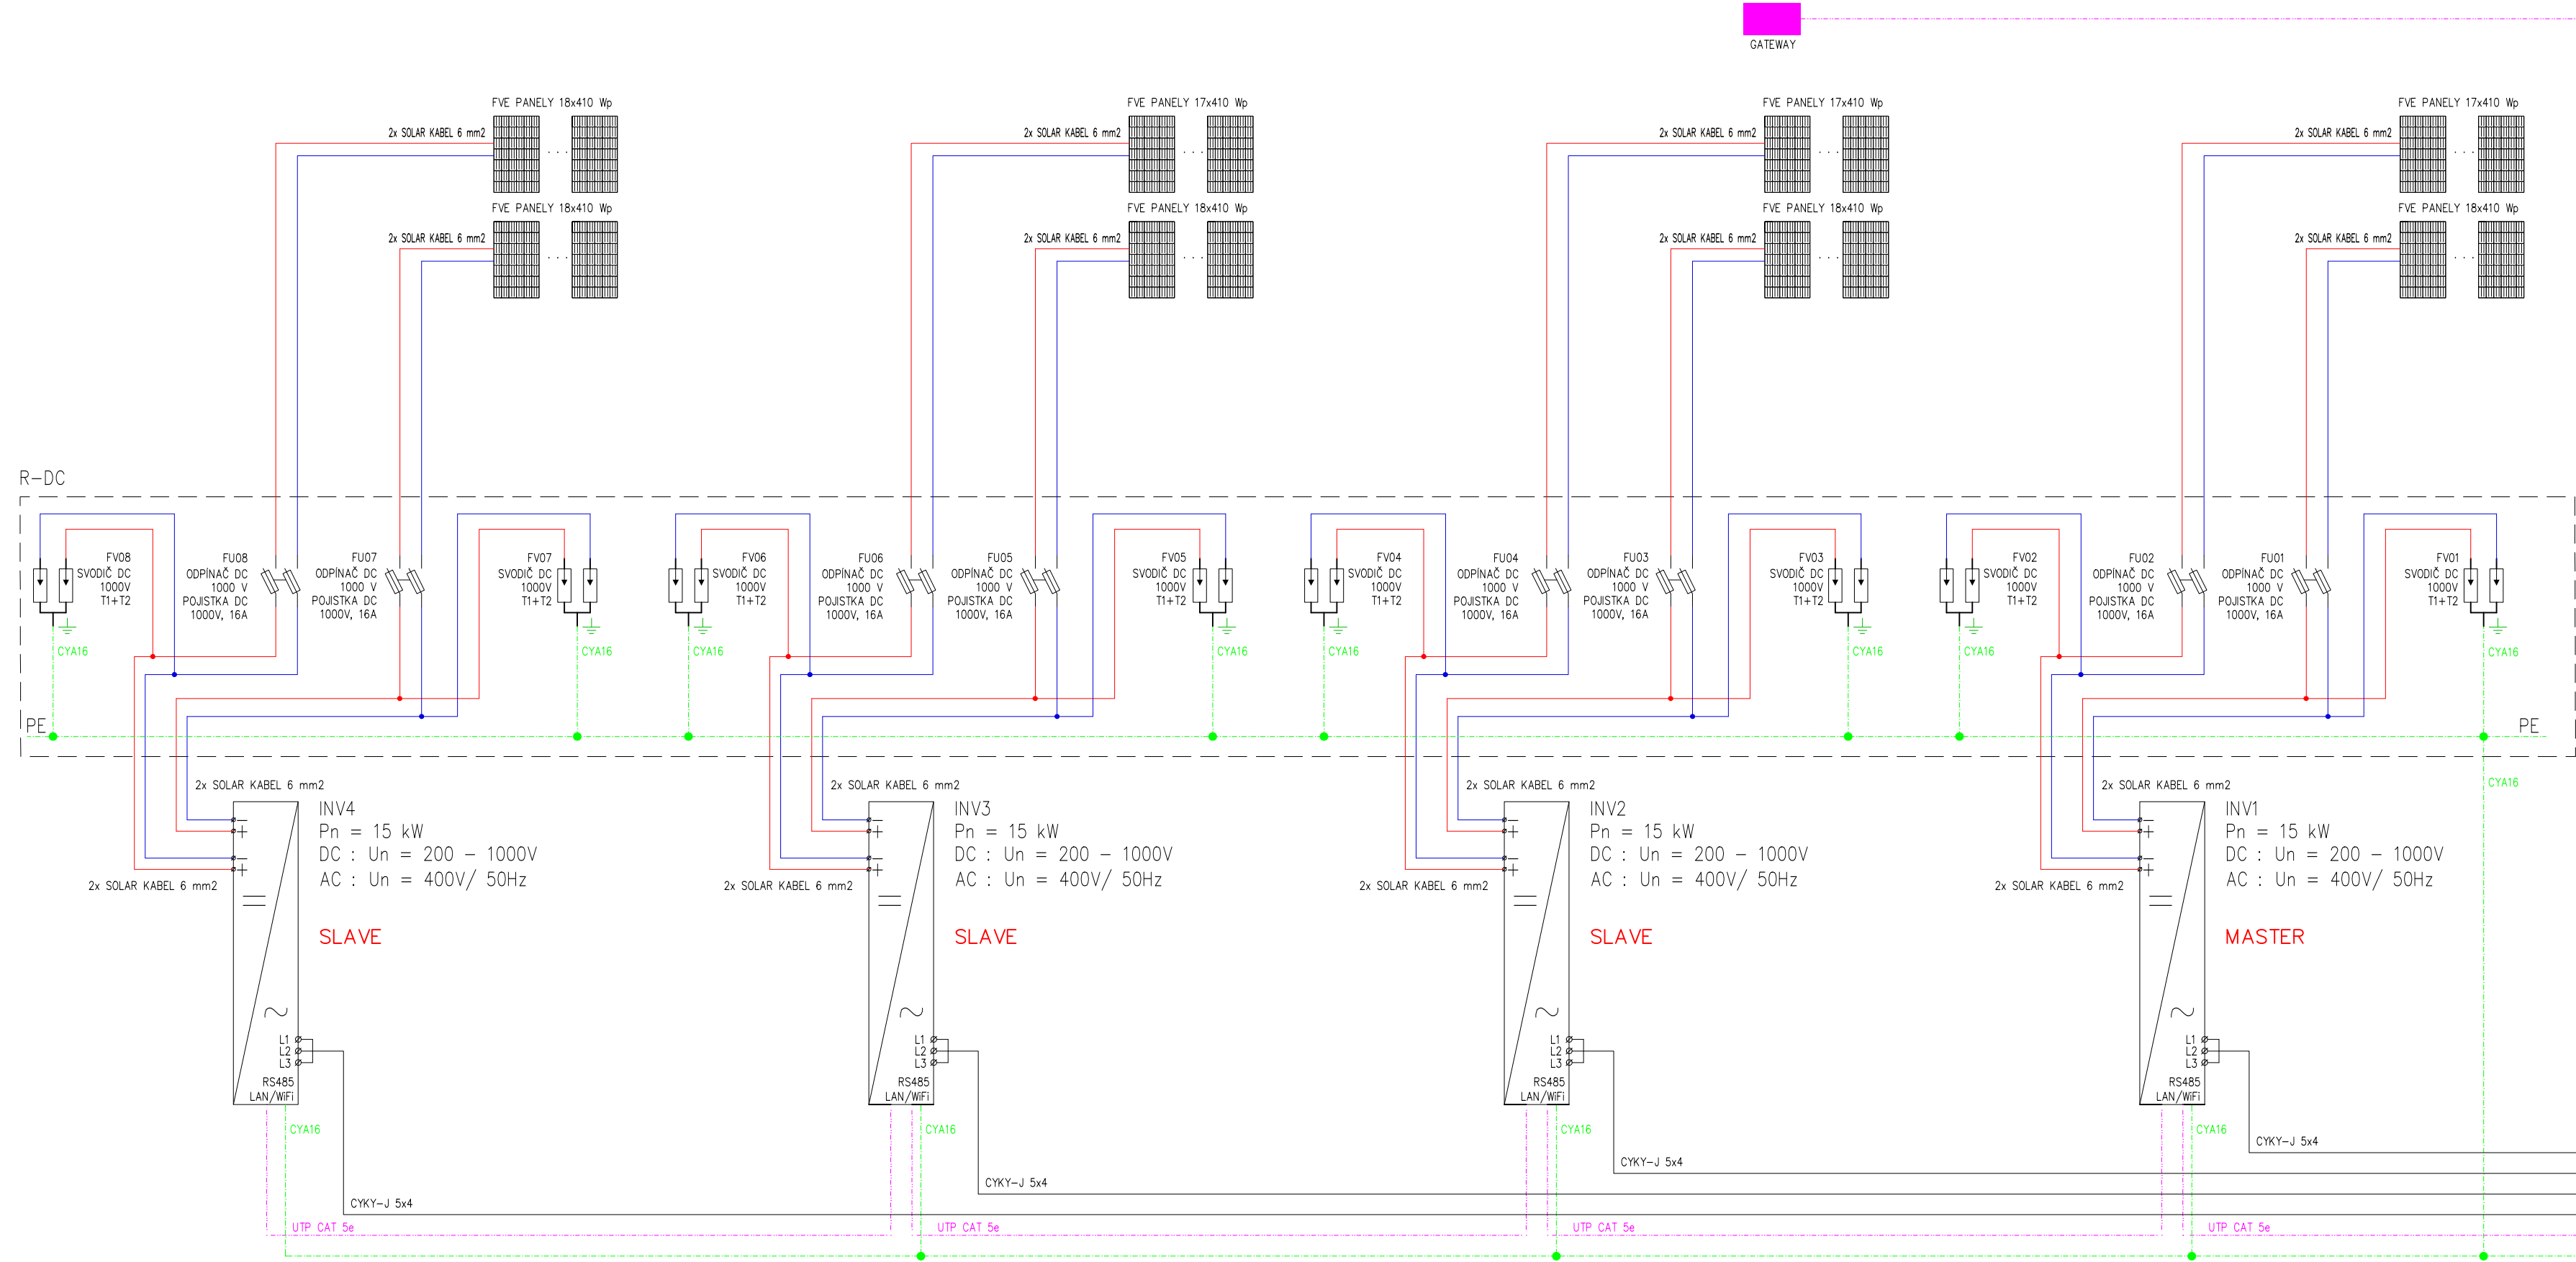 GATEWAY
FVE PANELY 18x410 Wp
2x SOLAR KABEL 6 mm2
FVE PANELY 18x410 Wp
2x SOLAR KABEL 6 mm2
FVE PANELY 17x410 Wp
2x SOLAR KABEL 6 mm2
FVE PANELY 18x410 Wp
2x SOLAR KABEL 6 mm2
FVE PANELY 17x410 Wp
2x SOLAR KABEL 6 mm2
FVE PANELY 18x410 Wp
2x SOLAR KABEL 6 mm2
FVE PANELY 17x410 Wp
2x SOLAR KABEL 6 mm2
FVE PANELY 18x410 Wp
2x SOLAR KABEL 6 mm2
R-DC
FV08
SVODIČ DC
1000V
T1+T2
CYA16
FU08
ODPÍNAČ DC
1000 V
POJISTKA DC
1000V, 16A
FU07
ODPÍNAČ DC
1000 V
POJISTKA DC
1000V, 16A
FV07
SVODIČ DC
1000V
T1+T2
CYA16
FV06
SVODIČ DC
1000V
T1+T2
CYA16
FU06
ODPÍNAČ DC
1000 V
POJISTKA DC
1000V, 16A
FU05
ODPÍNAČ DC
1000 V
POJISTKA DC
1000V, 16A
FV05
SVODIČ DC
1000V
T1+T2
CYA16
FV04
SVODIČ DC
1000V
T1+T2
CYA16
FU04
ODPÍNAČ DC
1000 V
POJISTKA DC
1000V, 16A
FU03
ODPÍNAČ DC
1000 V
POJISTKA DC
1000V, 16A
FV03
SVODIČ DC
1000V
T1+T2
CYA16
FV02
SVODIČ DC
1000V
T1+T2
CYA16
FU02
ODPÍNAČ DC
1000 V
POJISTKA DC
1000V, 16A
FU01
ODPÍNAČ DC
1000 V
POJISTKA DC
1000V, 16A
FV01
SVODIČ DC
1000V
T1+T2
CYA16
PE
PE
CYA16
2x SOLAR KABEL 6 mm2
INV4
Pn = 15 kW
DC : Un = 200 - 1000V
AC : Un = 400V/ 50Hz
2x SOLAR KABEL 6 mm2
SLAVE
L1
L2
L3
RS485
LAN/WiFi
CYA16
CYKY-J 5x4
UTP CAT 5e
2x SOLAR KABEL 6 mm2
INV3
Pn = 15 kW
DC : Un = 200 - 1000V
AC : Un = 400V/ 50Hz
2x SOLAR KABEL 6 mm2
SLAVE
L1
L2
L3
RS485
LAN/WiFi
CYA16
CYKY-J 5x4
UTP CAT 5e
2x SOLAR KABEL 6 mm2
INV2
Pn = 15 kW
DC : Un = 200 - 1000V
AC : Un = 400V/ 50Hz
2x SOLAR KABEL 6 mm2
SLAVE
L1
L2
L3
RS485
LAN/WiFi
CYA16
CYKY-J 5x4
UTP CAT 5e
2x SOLAR KABEL 6 mm2
INV1
Pn = 15 kW
DC : Un = 200 - 1000V
AC : Un = 400V/ 50Hz
2x SOLAR KABEL 6 mm2
MASTER
L1
L2
L3
RS485
LAN/WiFi
CYA16
CYKY-J 5x4
UTP CAT 5e